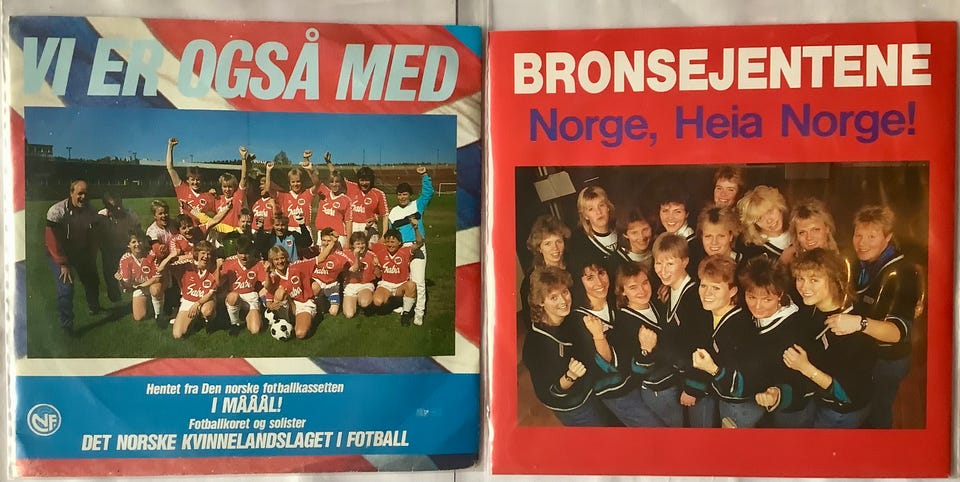 VI ER OGSÅ MED
Hentet fra Den norske fotballkassetten
I MÅÅÅL!
Fotballkoret og solister
DET NORSKE KVINNELANDSLAGET I FOTBALL
NFF
BRONSEJENTENE
Norge, Heia Norge!